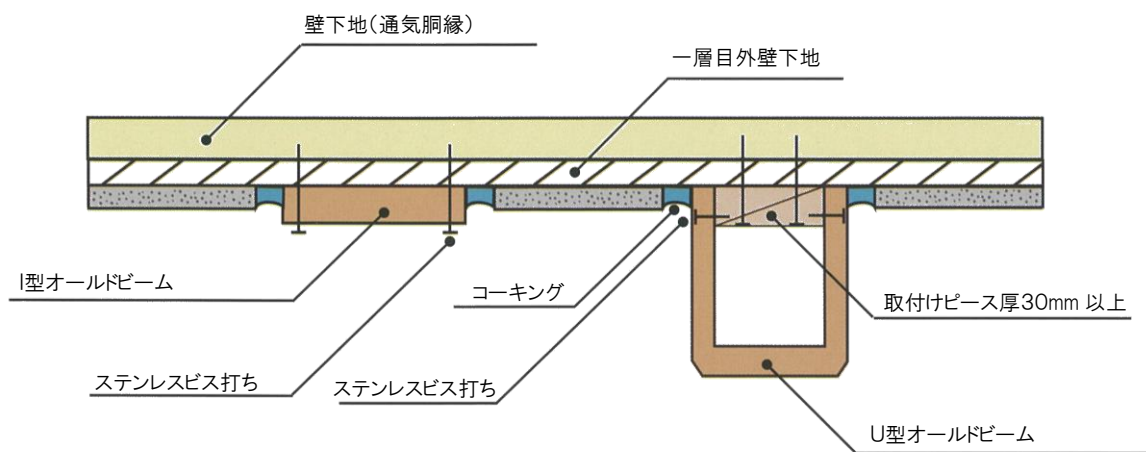 壁下地(通気胴縁)
一層目外壁下地
I型オールドビーム
コーキング
取付けピース厚30mm 以上
ステンレスビス打ち
ステンレスビス打ち
U型オールドビーム